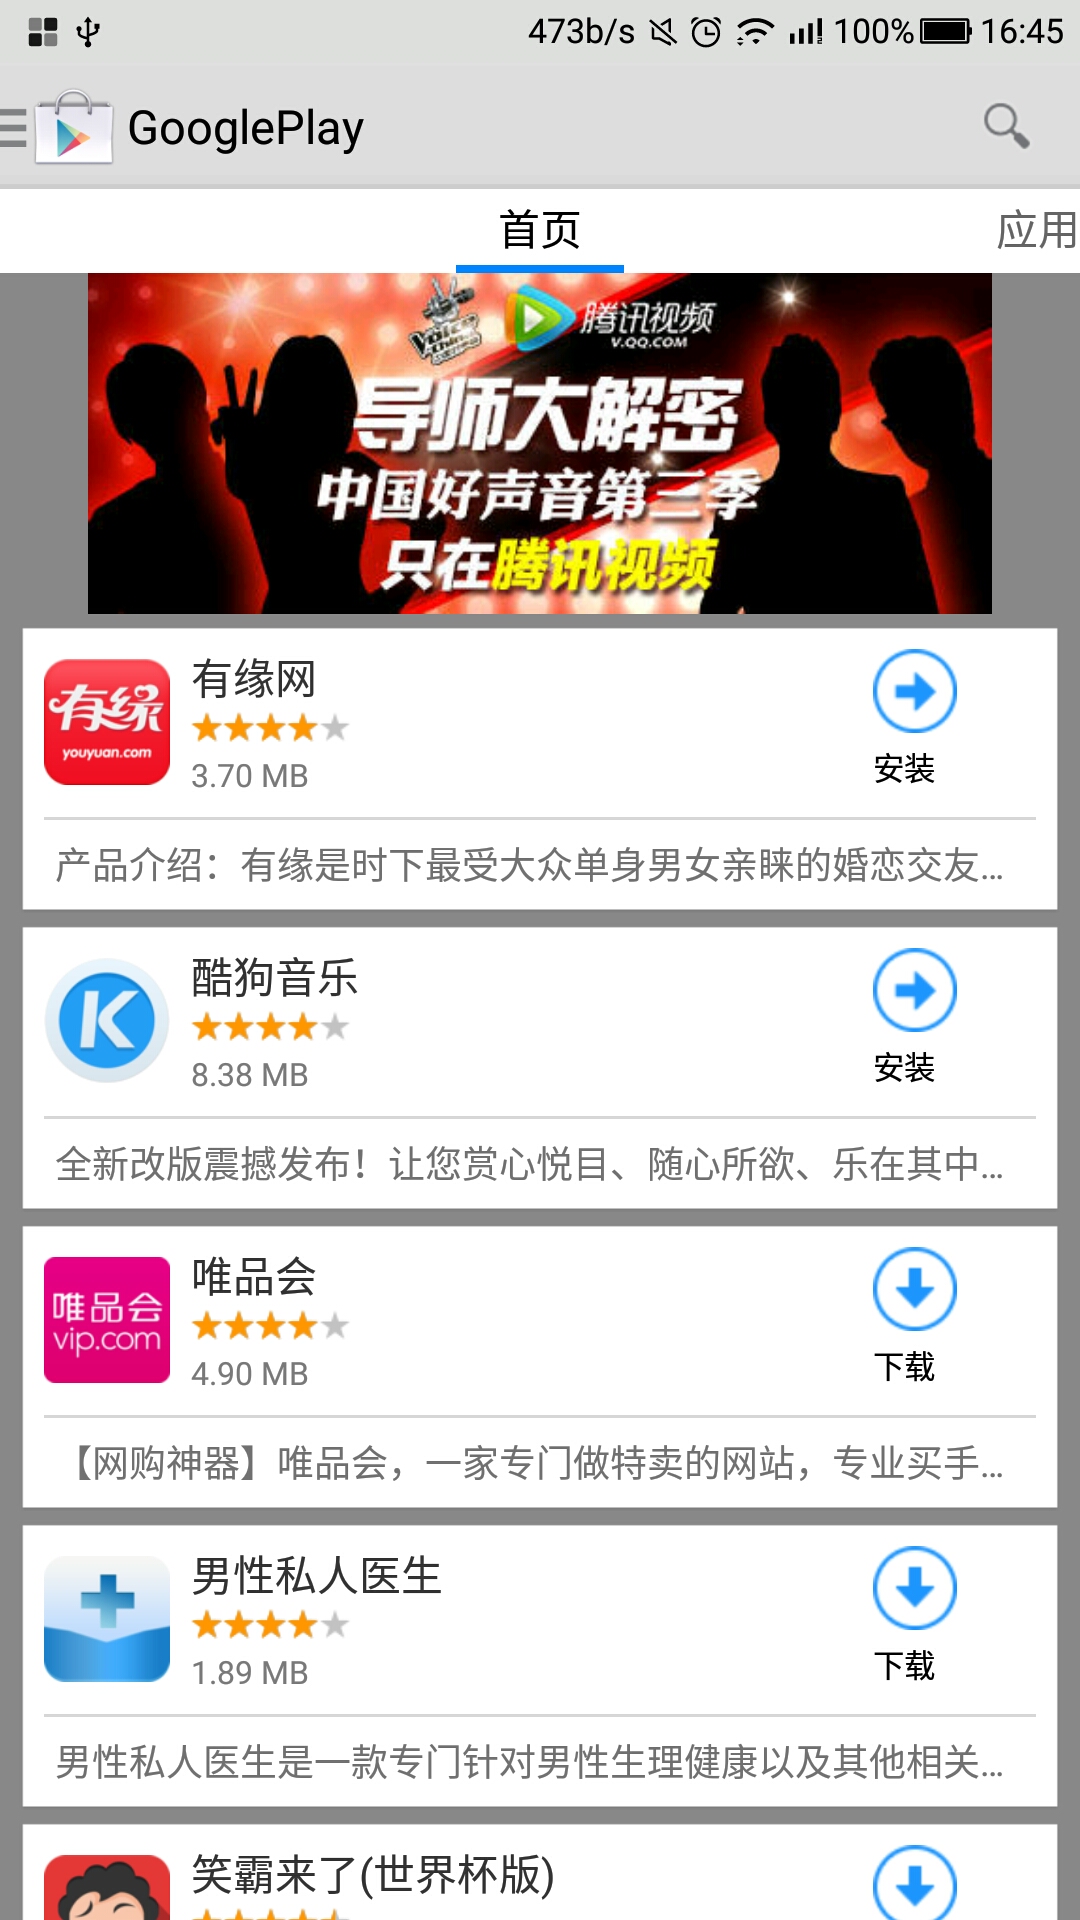 473b/s 100% 16:45
GooglePlay
首页 应用
Voice
腾讯视频
V.QQ.COM
导师大解密
中国好声音第三季
只在腾讯视频
有缘
youyuan.com
有缘网
3.70 MB
安装
产品介绍：有缘是时下最受大众单身男女亲睐的婚恋交友...
K
酷狗音乐
8.38 MB
安装
全新改版震撼发布！让您赏心悦目、随心所欲、乐在其中...
唯品会
vip.com
唯品会
4.90 MB
下载
【网购神器】唯品会，一家专门做特卖的网站，专业买手...
男性私人医生
1.89 MB
下载
男性私人医生是一款专门针对男性生理健康以及其他相关...
笑霸来了(世界杯版)